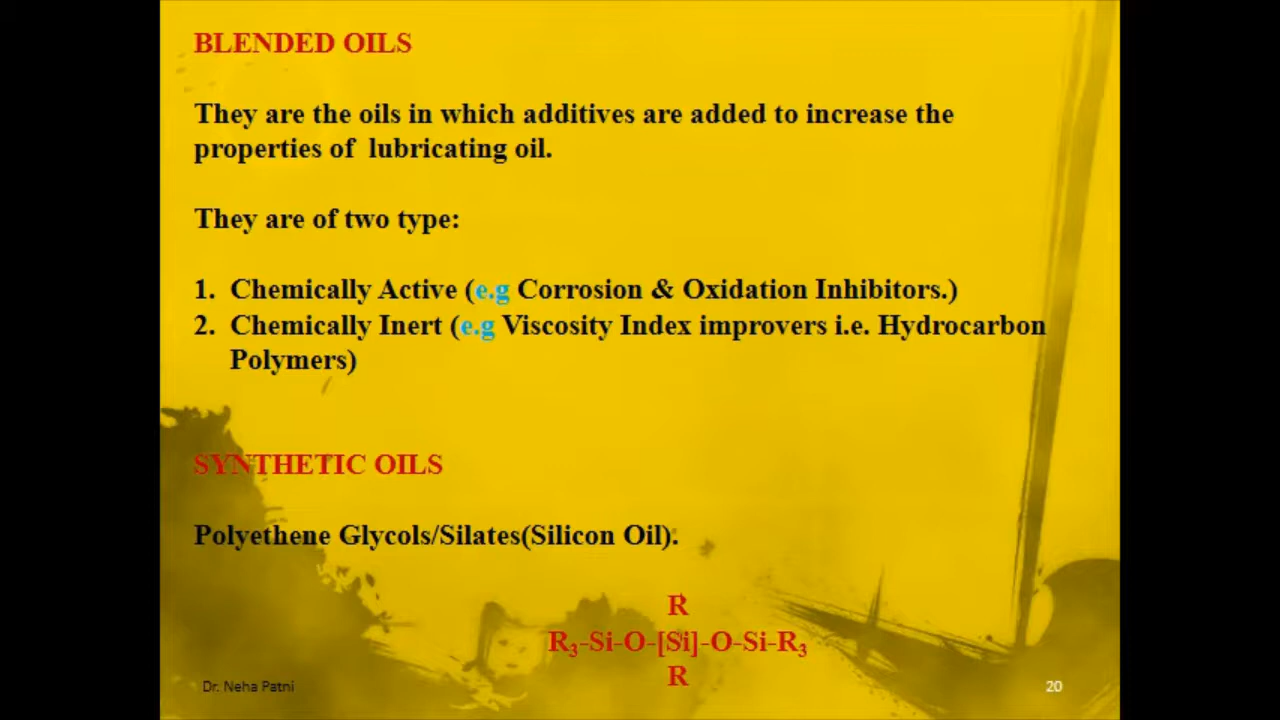 BLENDED OILS
They are the oils in which additives are added to increase the
properties of lubricating oil.
They are of two type:
1. Chemically Active (e.g Corrosion & Oxidation Inhibitors.)
2. Chemically Inert (e.g Viscosity Index improvers i.e. Hydrocarbon
Polymers)
SYNTHETIC OILS
Polyethene Glycols/Silates(Silicon Oil).
R
R₃-Si-O-[Si]-O-Si-R₃
R
Dr. Neha Patni
20